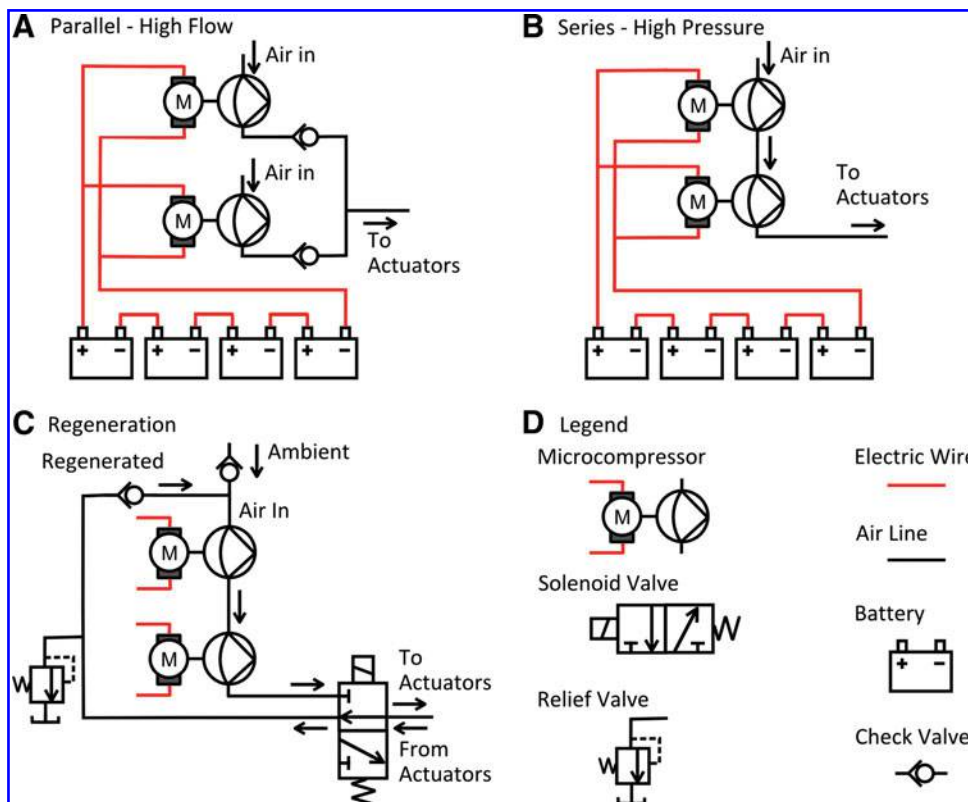 A Parallel - High Flow
Air in
M
Air in
M
To
Actuators
+ - + - + - + -
B Series - High Pressure
Air in
M
M
To
Actuators
+ - + - + - + -
C Regeneration
Regenerated
Ambient
Air In
M
M
To
Actuators
From
Actuators
D Legend
Microcompressor
M
Solenoid Valve
Relief Valve
Electric Wire
Air Line
Battery
+ -
Check Valve